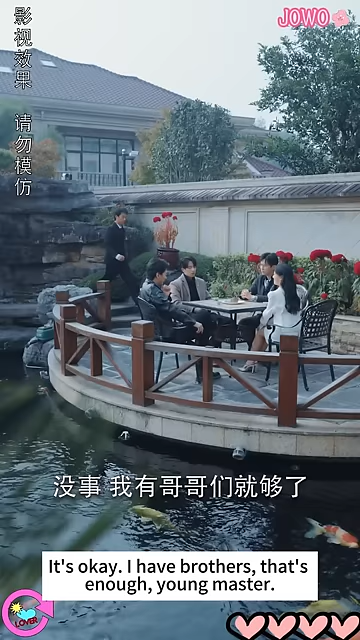 影视效果 请勿模仿
JOWO
没事 我有哥哥们就够了
It's okay. I have brothers, that's
enough, young master.
LOVER